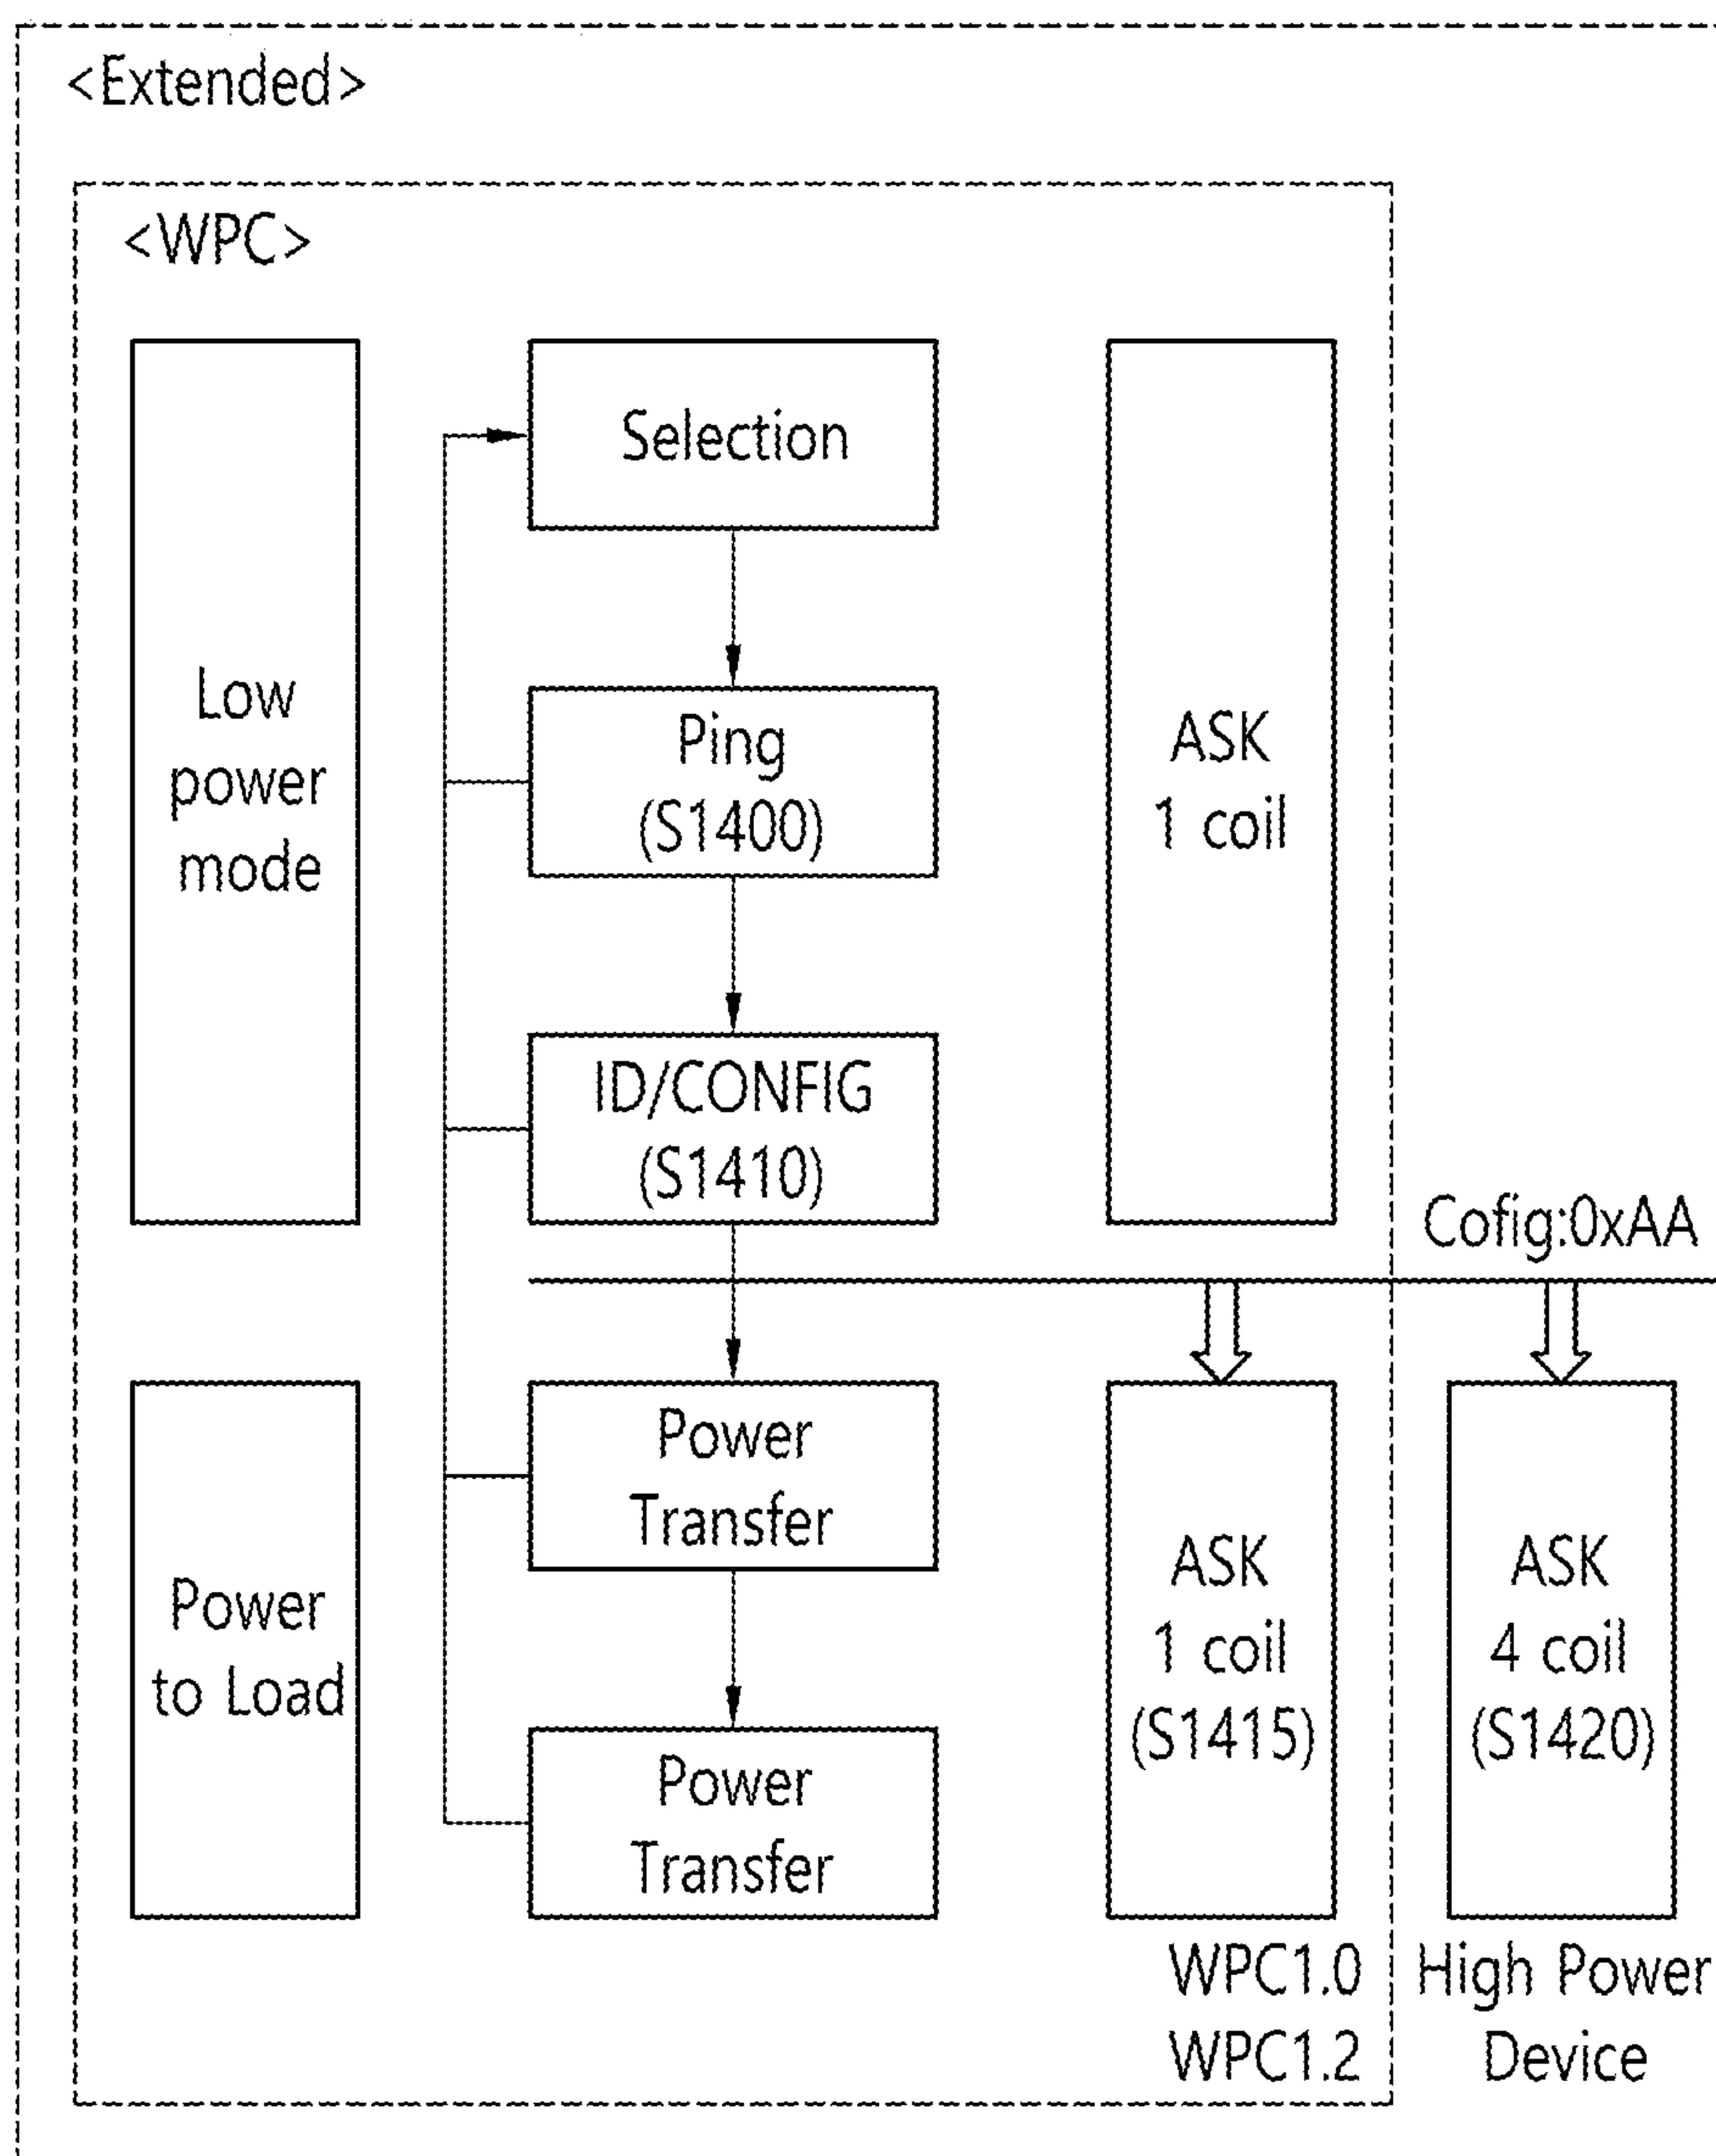 <Extended>
<WPC>
Selection
Low
power
mode
Ping
(S1400)
ASK
1 coil
ID/CONFIG
(S1410)
Cofig:0xAA
Power
Transfer
Power
to Load
ASK
1 coil
(S1415)
ASK
4 coil
(S1420)
Power
Transfer
WPC1.0
WPC1.2
High Power
Device